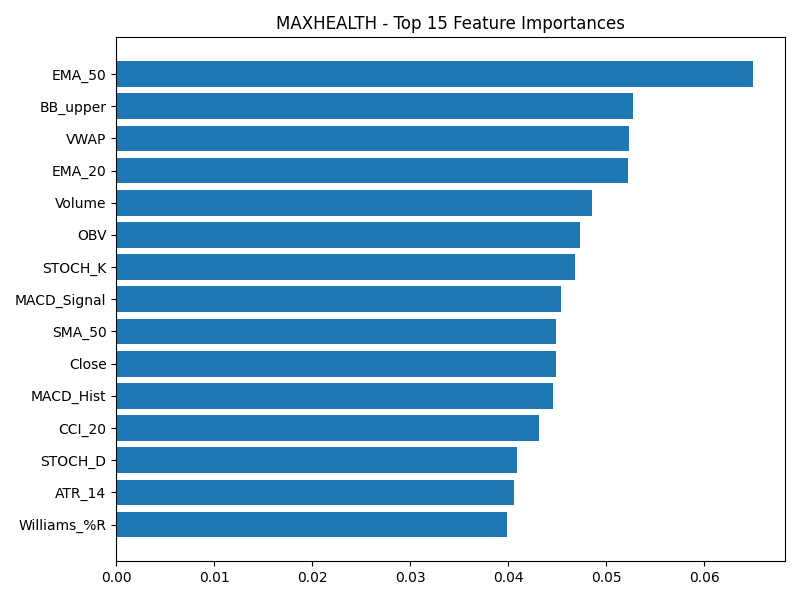 MAXHEALTH - Top 15 Feature Importances
EMA_50
BB_upper
VWAP
EMA_20
Volume
OBV
STOCH_K
MACD_Signal
SMA_50
Close
MACD_Hist
CCI_20
STOCH_D
ATR_14
Williams_%R
0.00 0.01 0.02 0.03 0.04 0.05 0.06